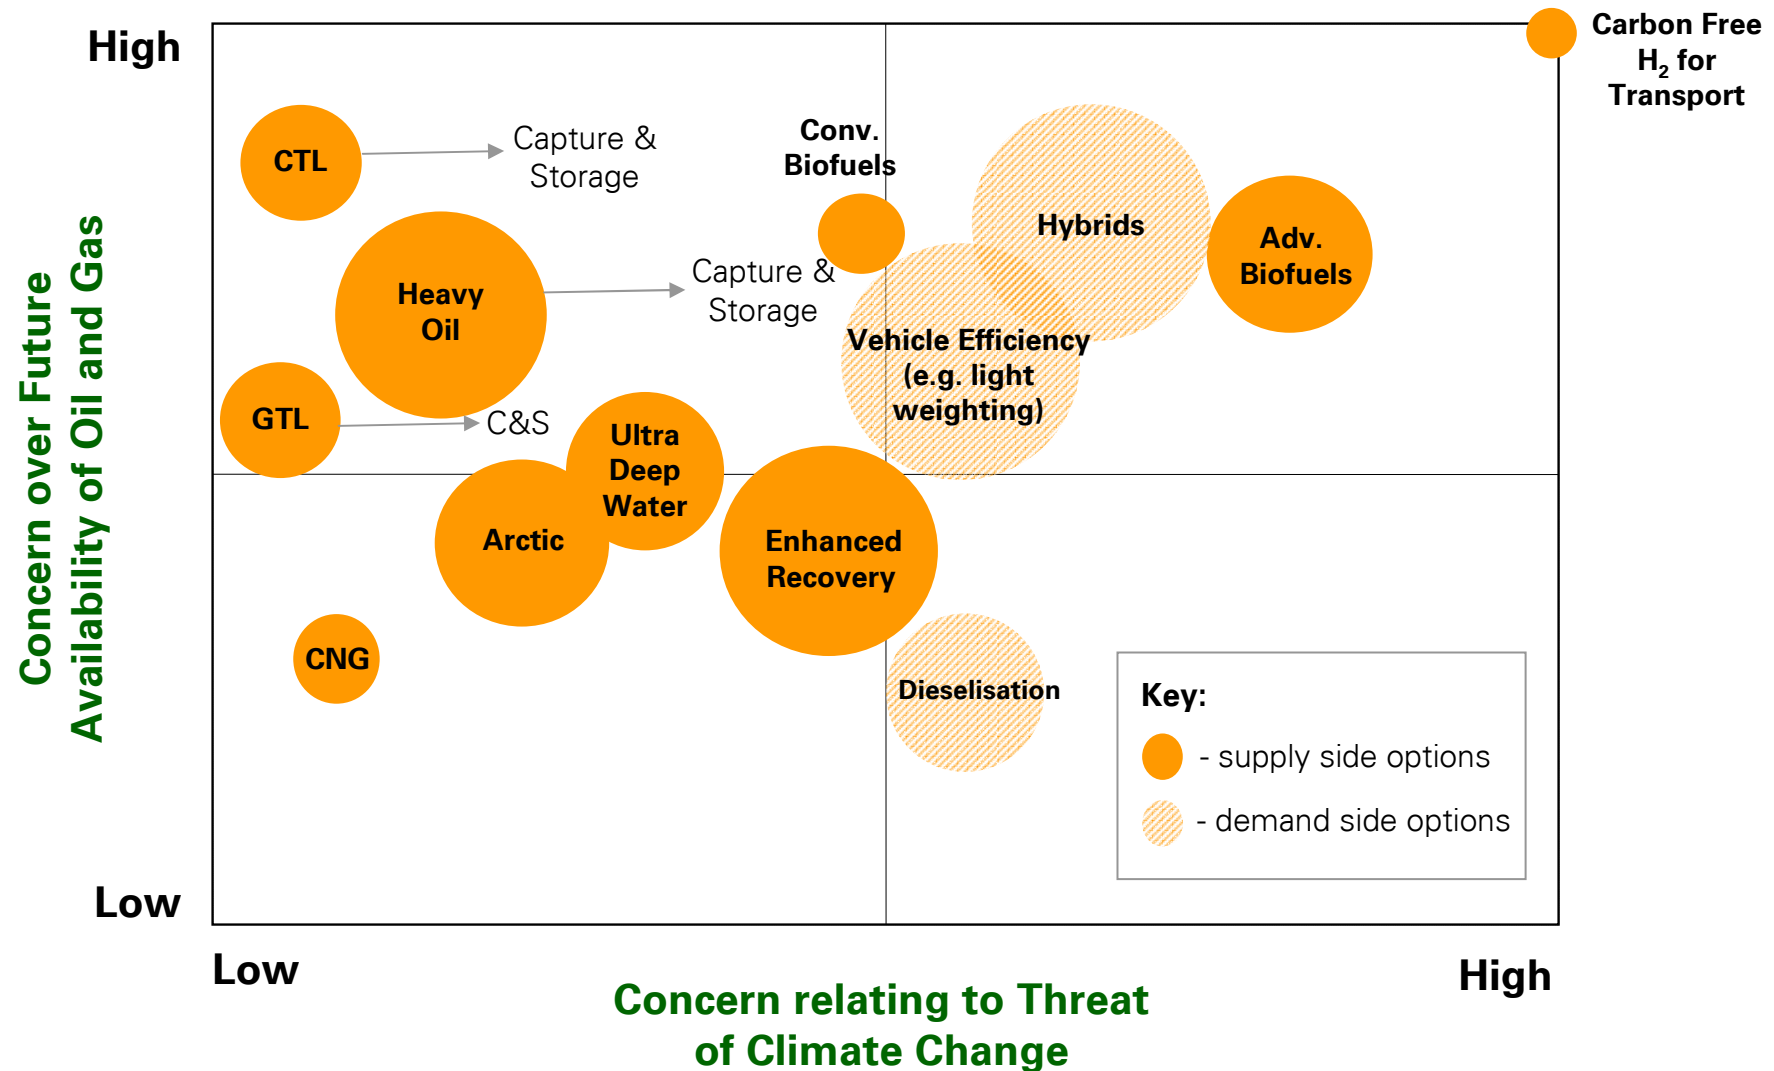 High
Carbon Free
H₂ for
Transport
CTL
Capture &
Storage
Conv.
Biofuels
Hybrids
Adv.
Biofuels
Heavy
Oil
Capture &
Storage
Vehicle Efficiency
(e.g. light
weighting)
GTL
C&S
Ultra
Deep
Water
Arctic
Enhanced
Recovery
CNG
Dieselisation
Key:
- supply side options
- demand side options
Concern over Future
Availability of Oil and Gas
Low
Low
High
Concern relating to Threat
of Climate Change